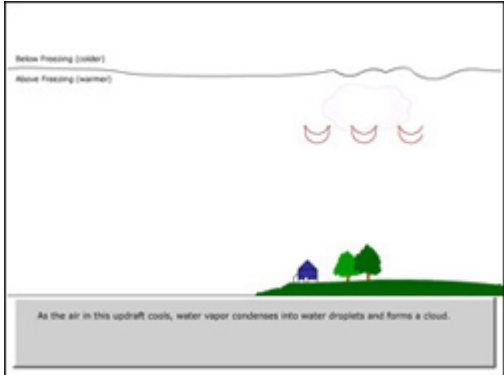 Below Freezing (colder)
Above Freezing (warmer)
As the air in this updraft cools, water vapor condenses into water droplets and forms a cloud.